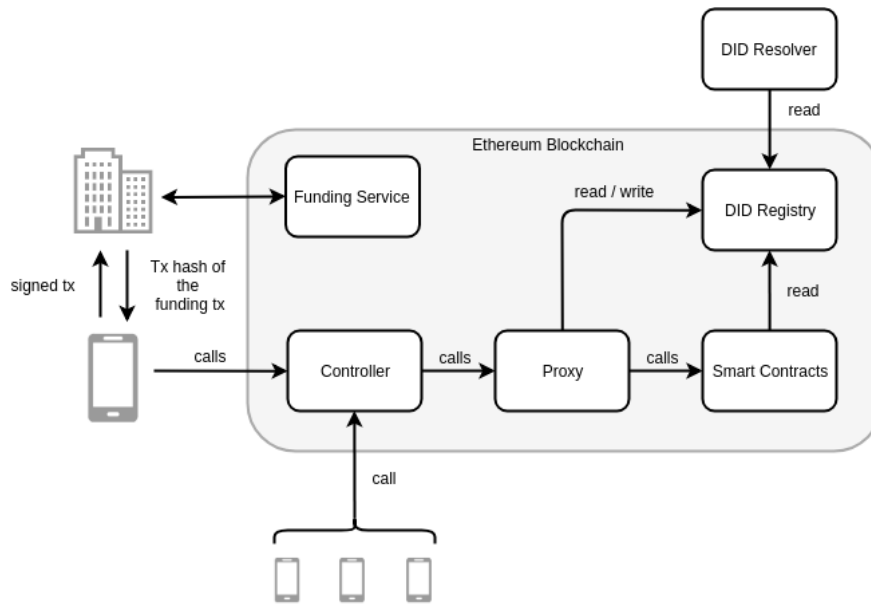 DID Resolver
read
Ethereum Blockchain
Funding Service
read / write
DID Registry
signed tx
Tx hash of
the
funding tx
read
calls
Controller
calls
Proxy
calls
Smart Contracts
call